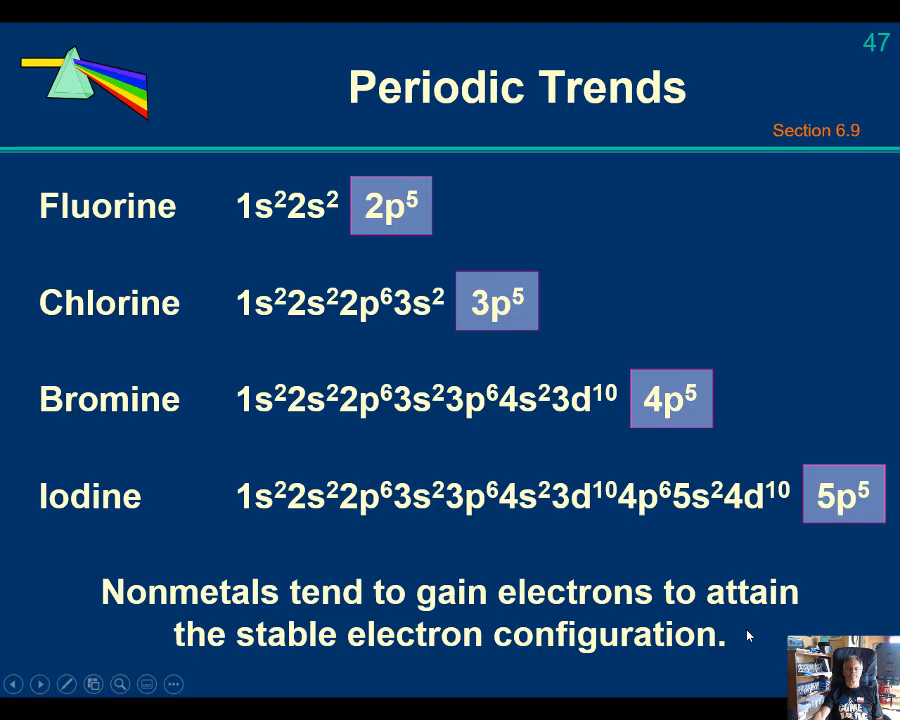 47
Periodic Trends
Section 6.9
Fluorine 1s²2s² 2p⁵
Chlorine 1s²2s²2p⁶3s² 3p⁵
Bromine 1s²2s²2p⁶3s²3p⁶4s²3d¹⁰ 4p⁵
Iodine 1s²2s²2p⁶3s²3p⁶4s²3d¹⁰4p⁶5s²4d¹⁰ 5p⁵
Nonmetals tend to gain electrons to attain
the stable electron configuration.